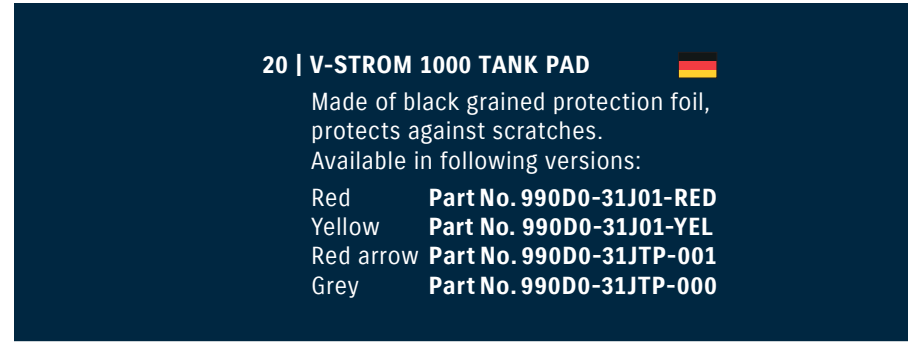 20 | V-STROM 1000 TANK PAD
Made of black grained protection foil,
protects against scratches.
Available in following versions:
Red Part No. 990D0-31J01-RED
Yellow Part No. 990D0-31J01-YEL
Red arrow Part No. 990D0-31JTP-001
Grey Part No. 990D0-31JTP-000